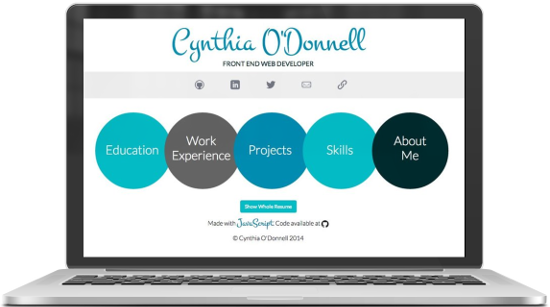 Cynthia O'Donnell
FRONT END WEB DEVELOPER
Education
Work
Experience
Projects
Skills
About
Me
Show Whole Resume
Made with JavaScript. Code available at
© Cynthia O'Donnell 2014